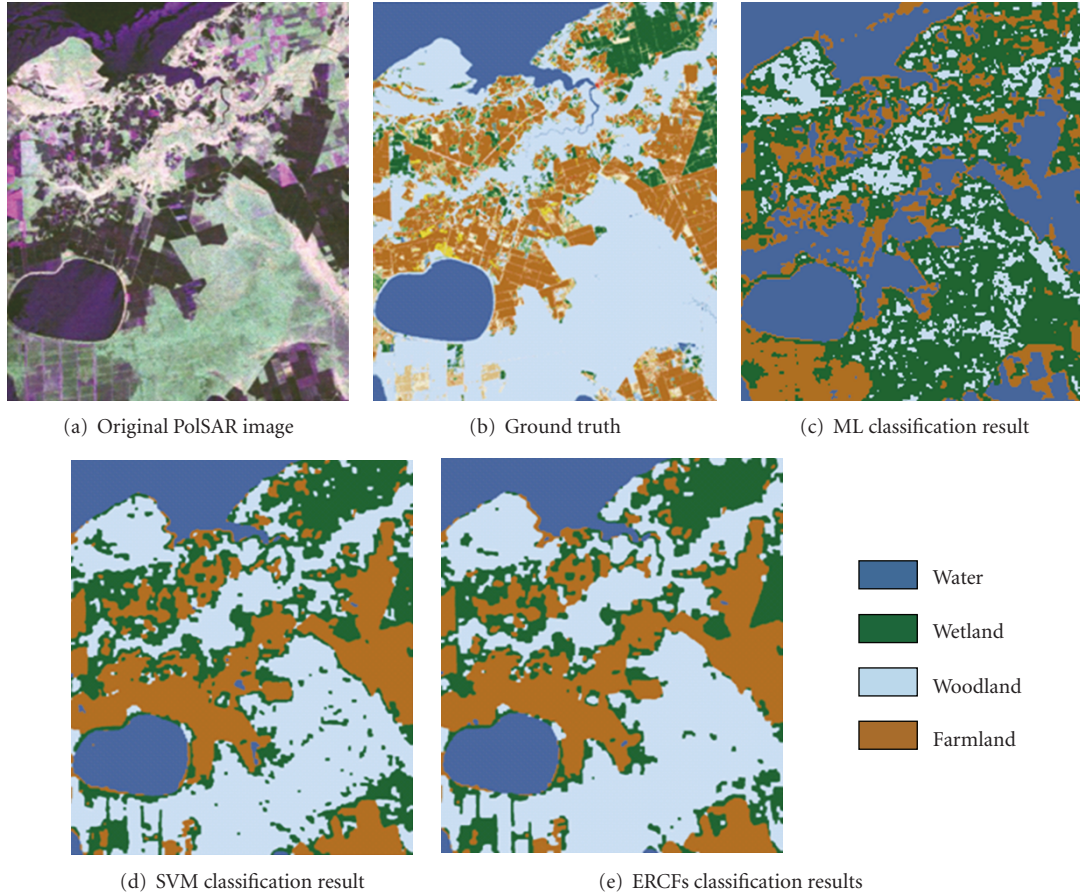 (a) Original PolSAR image
(b) Ground truth
(c) ML classification result
Water
Wetland
Woodland
Farmland
(d) SVM classification result
(e) ERCFs classification results